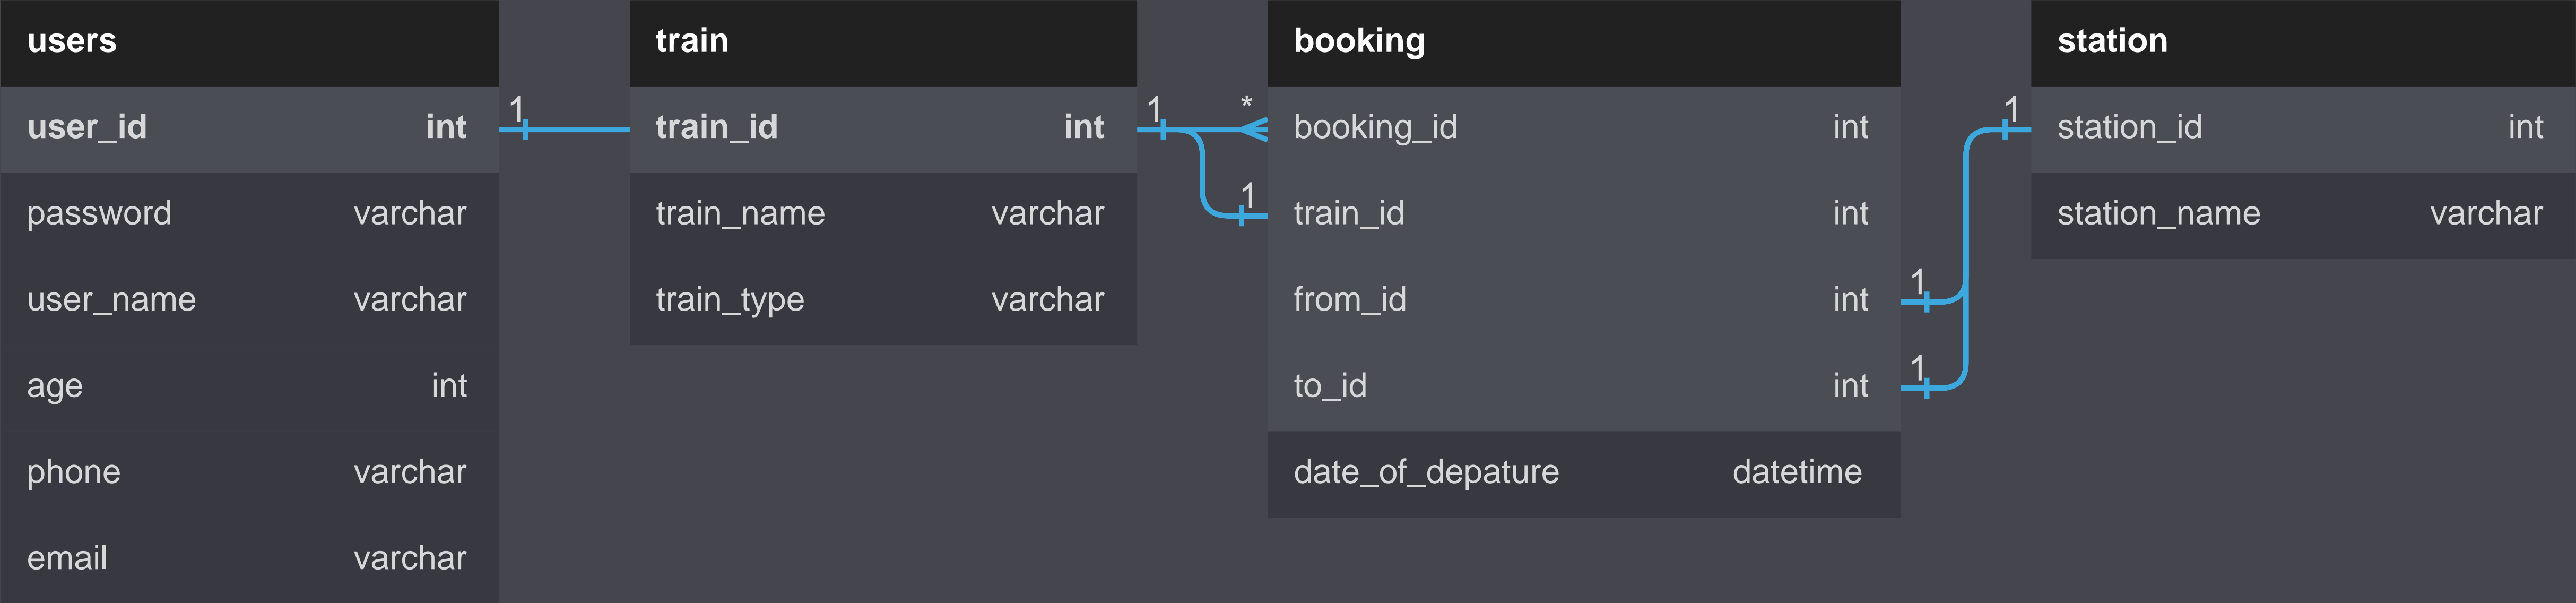 users
user_id int
password varchar
user_name varchar
age int
phone varchar
email varchar
1
train
train_id int
train_name varchar
train_type varchar
1 *
1
booking
booking_id int
train_id int
from_id int
to_id int
date_of_depature datetime
1
1
1
station
station_id int
station_name varchar